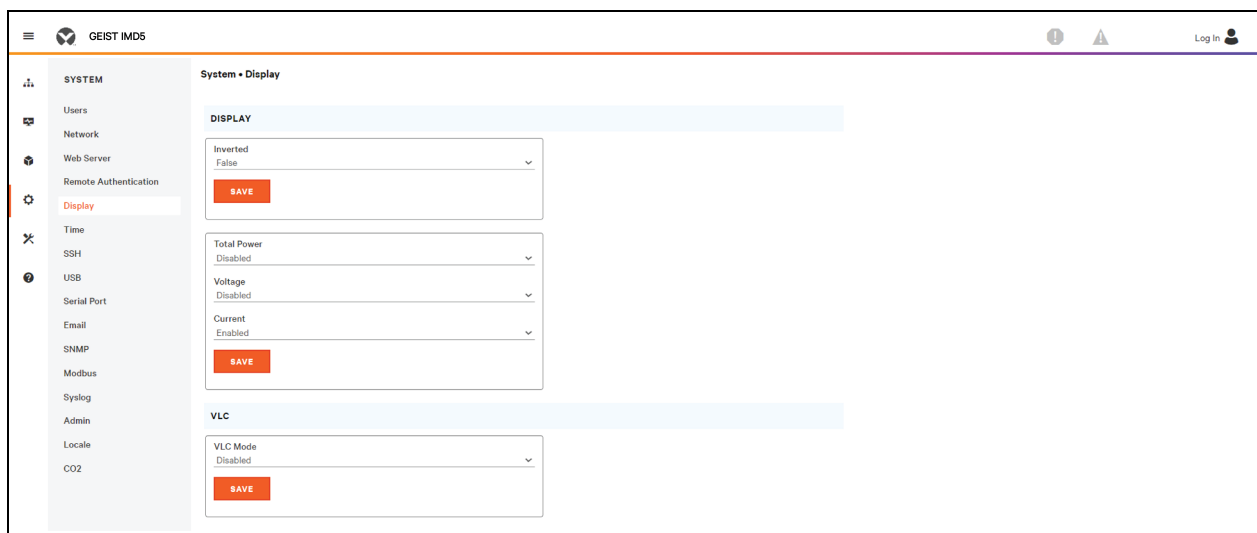 GEIST IMD5
Log In
SYSTEM
Users
Network
Web Server
Remote Authentication
Display
Time
SSH
USB
Serial Port
Email
SNMP
Modbus
Syslog
Admin
Locale
CO2
System • Display
DISPLAY
Inverted
False
SAVE
Total Power
Disabled
Voltage
Disabled
Current
Enabled
SAVE
VLC
VLC Mode
Disabled
SAVE